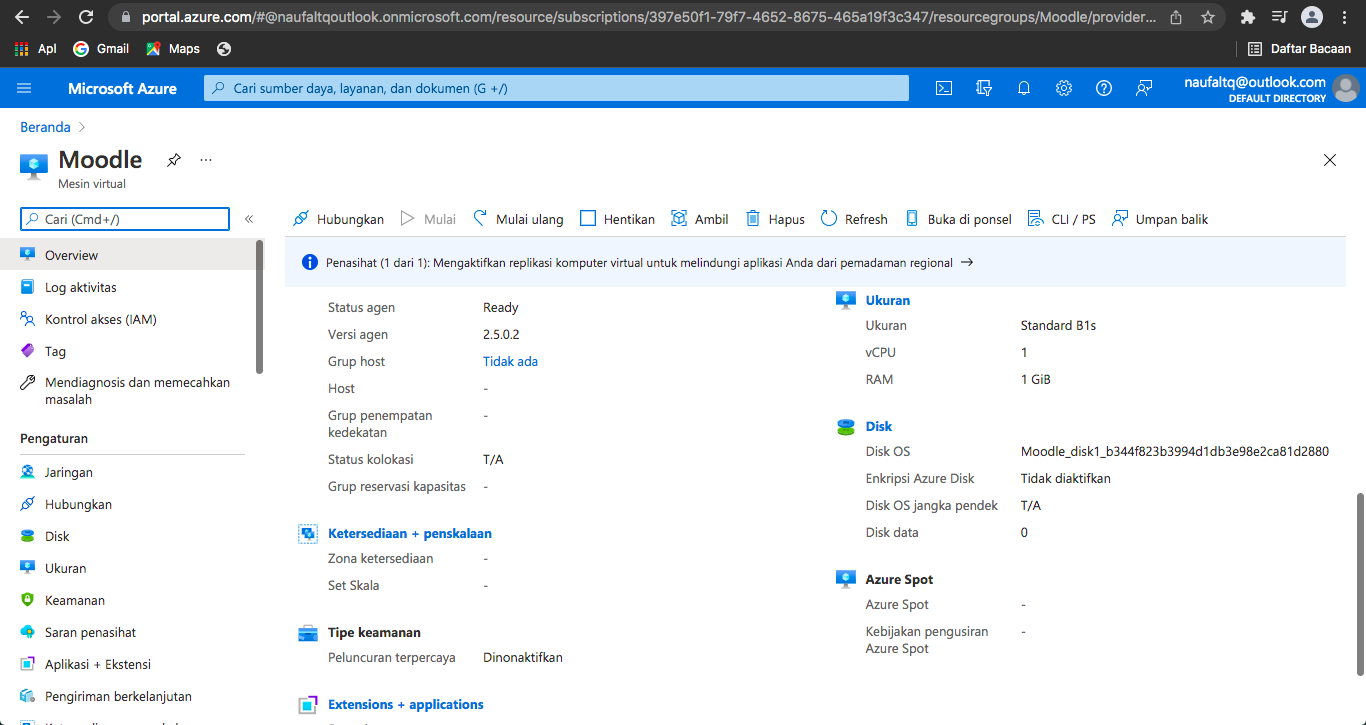 portal.azure.com/#@naufaltqoutlook.onmicrosoft.com/resource/subscriptions/397e50f1-79f7-4652-8675-465a19f3c347/resourcegroups/Moodle/provider...
Apl Gmail Maps Daftar Bacaan
Microsoft Azure
Cari sumber daya, layanan, dan dokumen (G +/)
naufaltq@outlook.com
DEFAULT DIRECTORY
Beranda
Moodle
Mesin virtual
Cari (Cmd+/)
Overview
Log aktivitas
Kontrol akses (IAM)
Tag
Mendiagnosis dan memecahkan
masalah
Pengaturan
Jaringan
Hubungkan
Disk
Ukuran
Keamanan
Saran penasihat
Aplikasi + Ekstensi
Pengiriman berkelanjutan
Hubungkan Mulai Mulai ulang Hentikan Ambil Hapus Refresh Buka di ponsel CLI / PS Umpan balik
Penasihat (1 dari 1): Mengaktifkan replikasi komputer virtual untuk melindungi aplikasi Anda dari pemadaman regional →
Status agen Ready
Versi agen 2.5.0.2
Grup host Tidak ada
Host -
Grup penempatan -
kedekatan
Status kolokasi T/A
Grup reservasi kapasitas -
Ketersediaan + penskalaan
Zona ketersediaan -
Set Skala -
Tipe keamanan
Peluncuran terpercaya Dinonaktifkan
Extensions + applications
Ukuran
Ukuran Standard B1s
vCPU 1
RAM 1 GiB
Disk
Disk OS Moodle_disk1_b344f823b3994d1db3e98e2ca81d2880
Enkripsi Azure Disk Tidak diaktifkan
Disk OS jangka pendek T/A
Disk data 0
Azure Spot
Azure Spot -
Kebijakan pengusiran -
Azure Spot